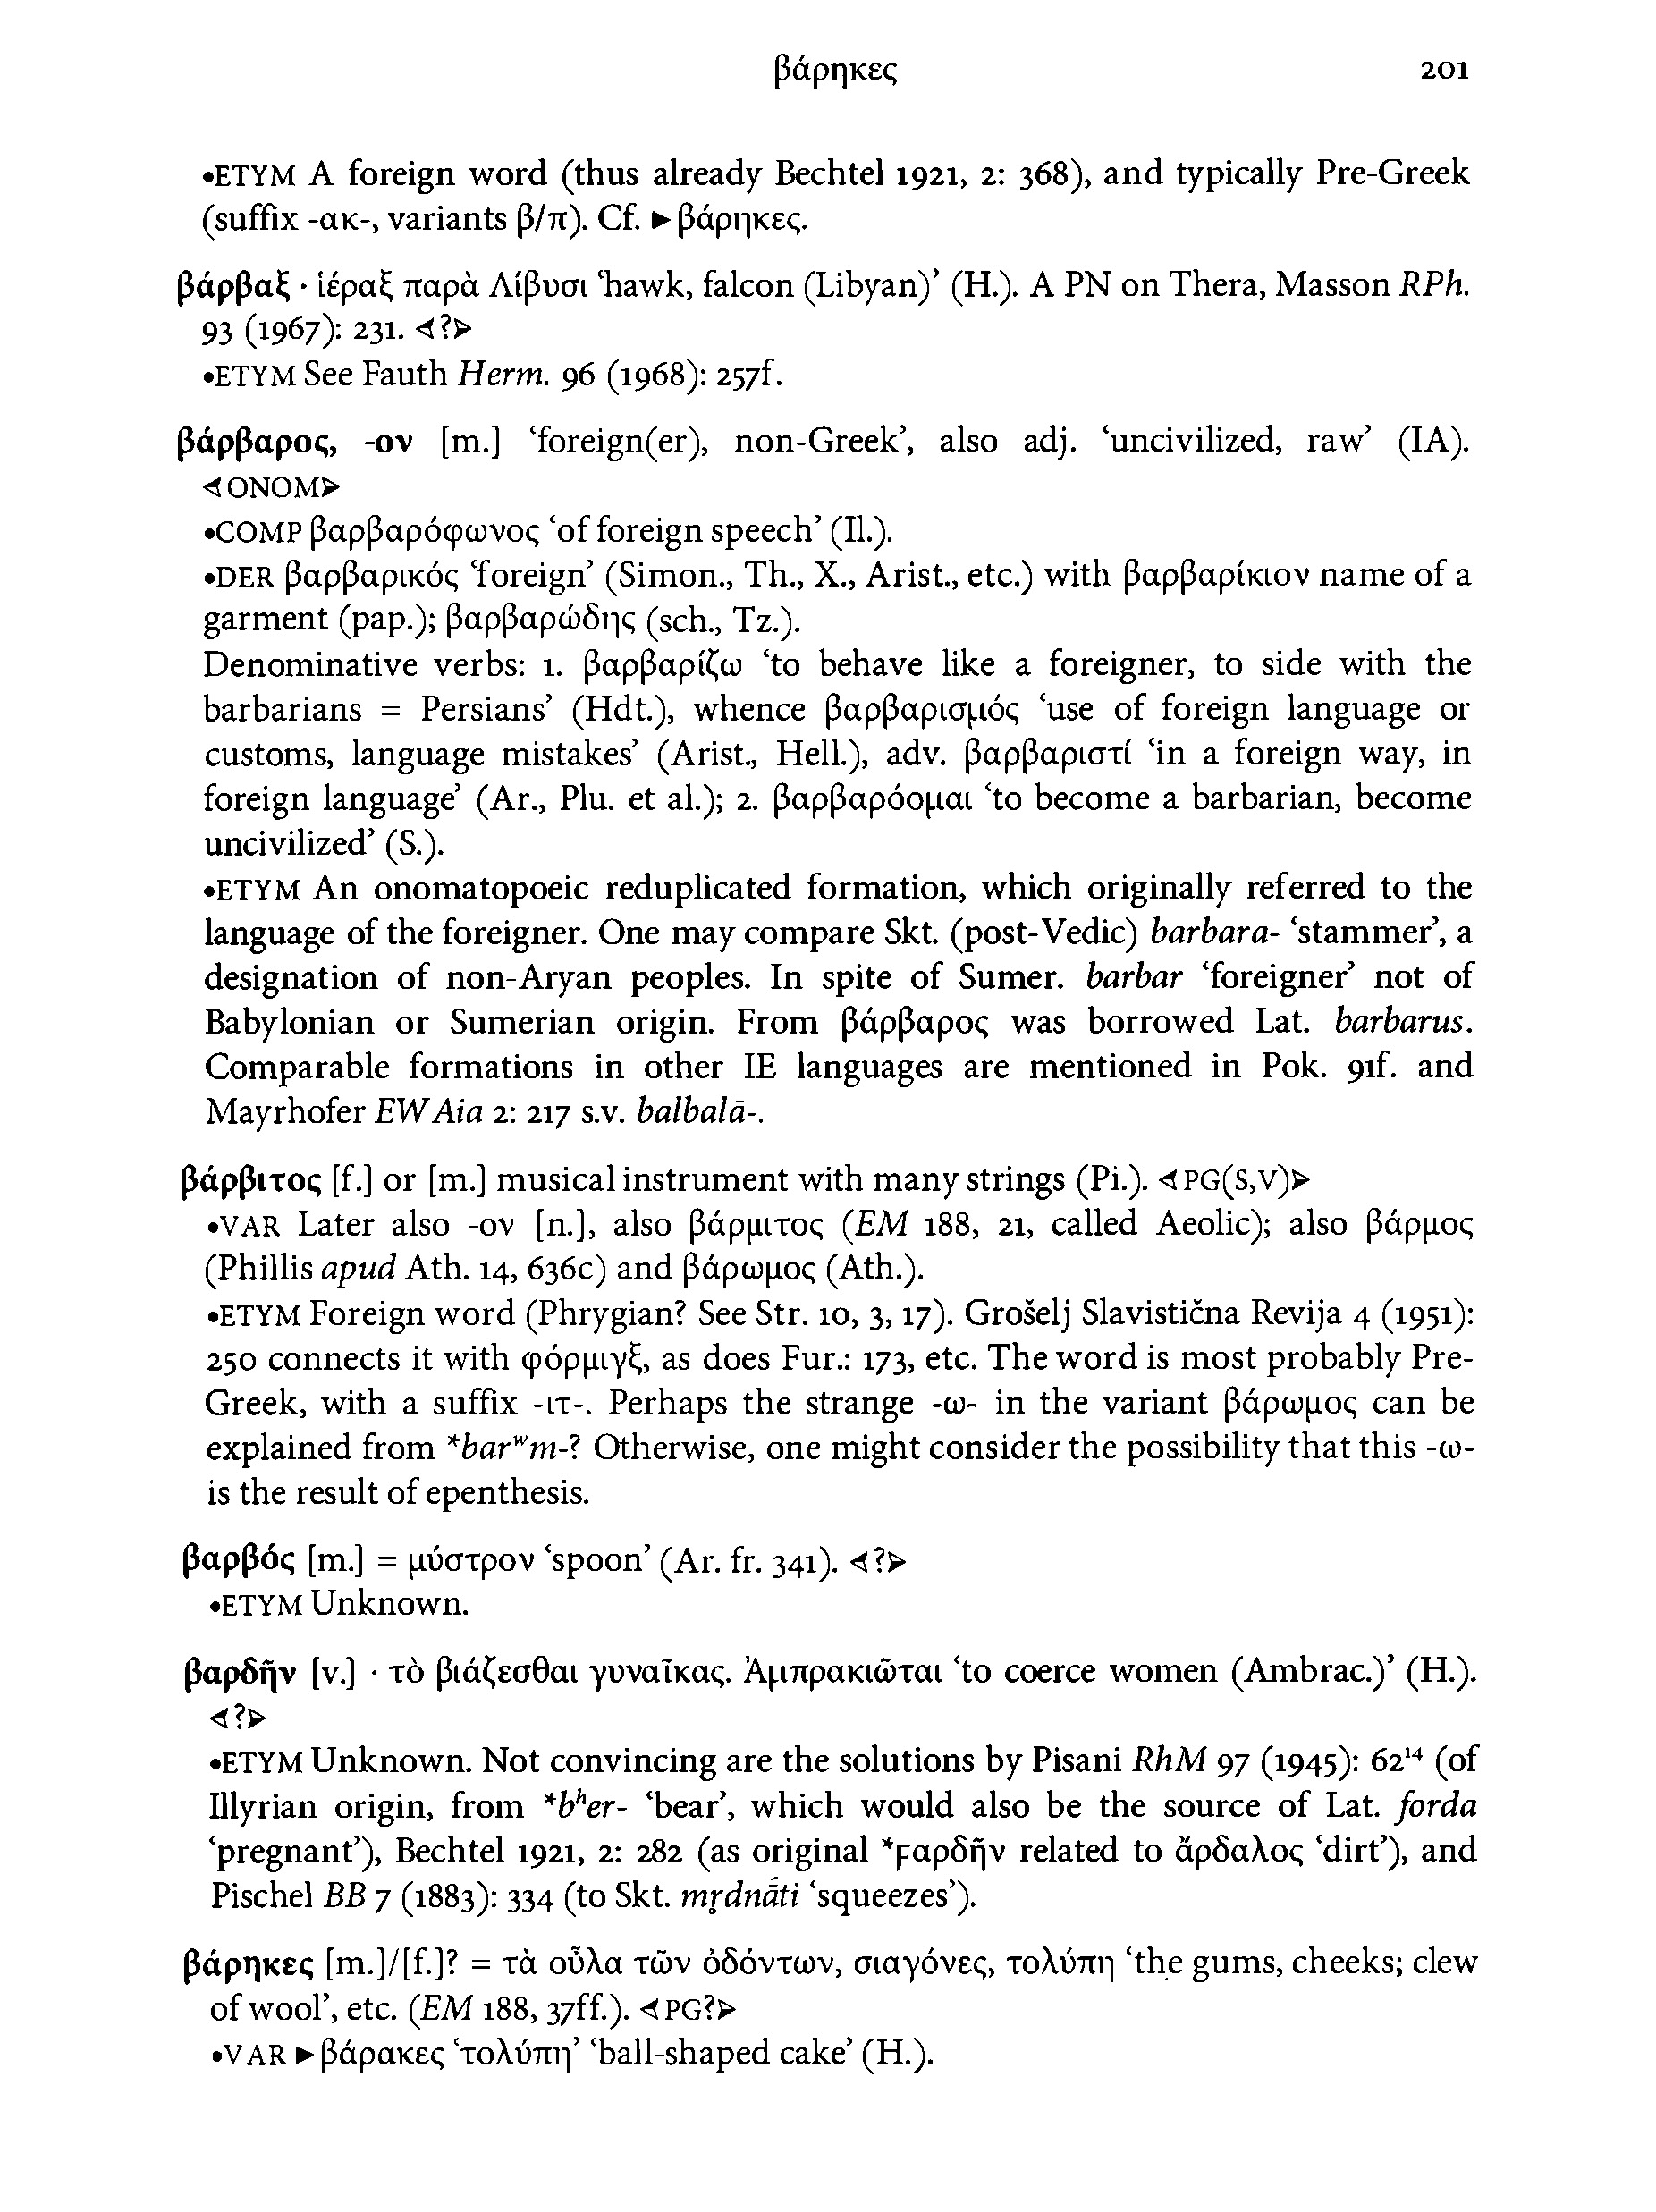 βάρηκες 201
•ETYM A foreign word (thus already Bechtel 1921, 2: 368), and typically Pre-Greek
(suffix -ακ-, variants β/π). Cf. ►βάρηκες.
βάρβαξ · ἱέραξ παρὰ Λίβυσι ‘hawk, falcon (Libyan)’ (H.). A PN on Thera, Masson RPh.
93 (1967): 231. ⊲?⊳
•ETYM See Fauth Herm. 96 (1968): 257f.
βάρβαρος, -ον [m.] ‘foreign(er), non-Greek’, also adj. ‘uncivilized, raw’ (IA).
⊲ONOM⊳
•COMP βαρβαρόφωνος ‘of foreign speech’ (Il.).
•DER βαρβαρικός ‘foreign’ (Simon., Th., X., Arist., etc.) with βαρβαρίκιον name of a
garment (pap.); βαρβαρώδης (sch., Tz.).
Denominative verbs: 1. βαρβαρίζω ‘to behave like a foreigner, to side with the
barbarians = Persians’ (Hdt.), whence βαρβαρισμός ‘use of foreign language or
customs, language mistakes’ (Arist., Hell.), adv. βαρβαριστί ‘in a foreign way, in
foreign language’ (Ar., Plu. et al.); 2. βαρβαρόομαι ‘to become a barbarian, become
uncivilized’ (S.).
•ETYM An onomatopoeic reduplicated formation, which originally referred to the
language of the foreigner. One may compare Skt. (post-Vedic) barbara- ‘stammer’, a
designation of non-Aryan peoples. In spite of Sumer. barbar ‘foreigner’ not of
Babylonian or Sumerian origin. From βάρβαρος was borrowed Lat. barbarus.
Comparable formations in other IE languages are mentioned in Pok. 91f. and
Mayrhofer EWAia 2: 217 s.v. balbalā-.
βάρβιτος [f.] or [m.] musical instrument with many strings (Pi.). ⊲PG(S,V)⊳
•VAR Later also -ον [n.], also βάρμιτος (EM 188, 21, called Aeolic); also βάρμος
(Phillis apud Ath. 14, 636c) and βάρωμος (Ath.).
•ETYM Foreign word (Phrygian? See Str. 10, 3, 17). Grošelj Slavistična Revija 4 (1951):
250 connects it with φόρμιγξ, as does Fur.: 173, etc. The word is most probably Pre-
Greek, with a suffix -ιτ-. Perhaps the strange -ω- in the variant βάρωμος can be
explained from *barʷm-? Otherwise, one might consider the possibility that this -ω-
is the result of epenthesis.
βαρβός [m.] = μύστρον ‘spoon’ (Ar. fr. 341). ⊲?⊳
•ETYM Unknown.
βαρδῆν [v.] · τὸ βιάζεσθαι γυναῖκας. Ἀμπρακιῶται ‘to coerce women (Ambrac.)’ (H.).
⊲?⊳
•ETYM Unknown. Not convincing are the solutions by Pisani RhM 97 (1945): 62¹⁴ (of
Illyrian origin, from *bʰer- ‘bear’, which would also be the source of Lat. forda
‘pregnant’), Bechtel 1921, 2: 282 (as original *ϝαρδῆν related to ἄρδαλος ‘dirt’), and
Pischel BB 7 (1883): 334 (to Skt. mr̥dnā́ti ‘squeezes’).
βάρηκες [m.]/[f.]? = τὰ οὖλα τῶν ὀδόντων, σιαγόνες, τολύπη ‘the gums, cheeks; clew
of wool’, etc. (EM 188, 37ff.). ⊲PG?⊳
•VAR ►βάρακες ‘τολύπη’ ‘ball-shaped cake’ (H.).